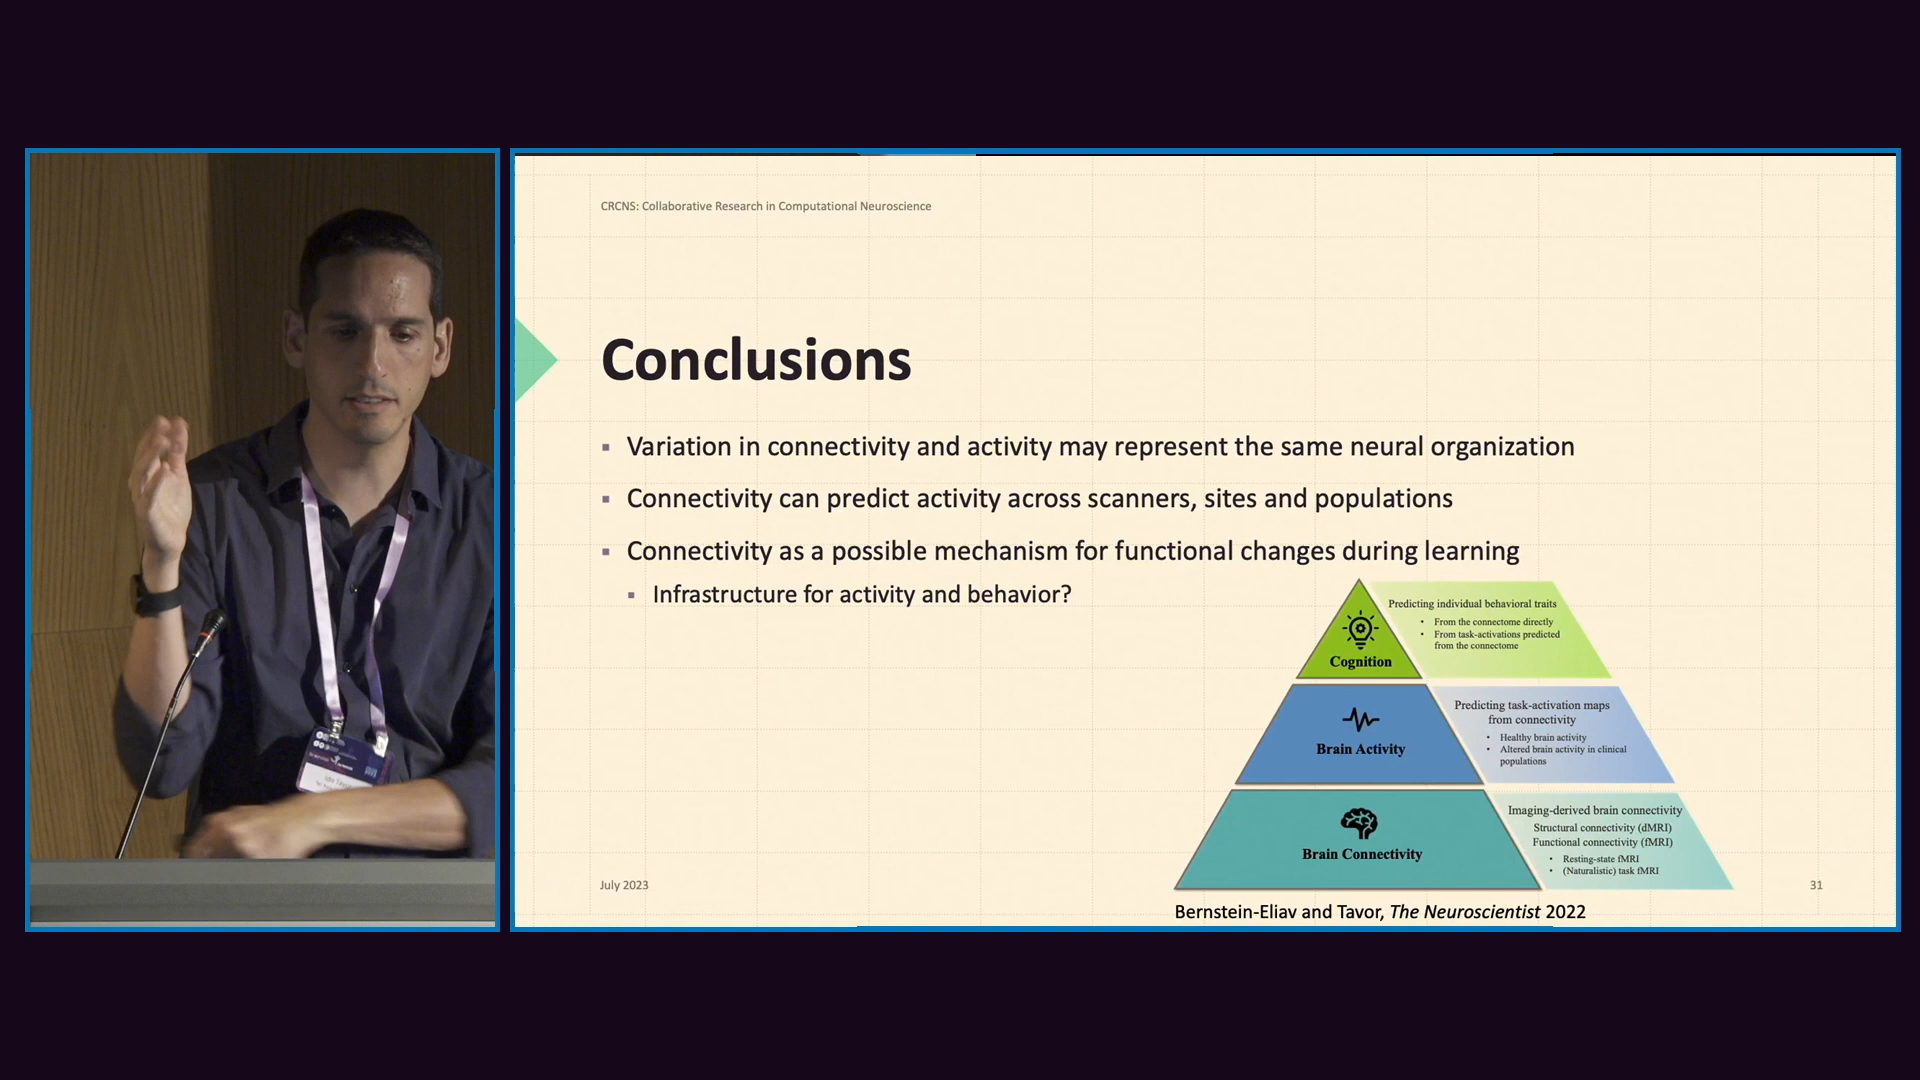 CRCNS: Collaborative Research in Computational Neuroscience
Conclusions
Variation in connectivity and activity may represent the same neural organization
Connectivity can predict activity across scanners, sites and populations
Connectivity as a possible mechanism for functional changes during learning
Infrastructure for activity and behavior?
Cognition
Predicting individual behavioral traits
• From the connectome directly
• From task-activations predicted
from the connectome
Brain Activity
Predicting task-activation maps
from connectivity
• Healthy brain activity
• Altered brain activity in clinical
populations
Brain Connectivity
Imaging-derived brain connectivity
Structural connectivity (dMRI)
Functional connectivity (fMRI)
• Resting-state fMRI
• (Naturalistic) task fMRI
July 2023
31
Bernstein-Eliav and Tavor, The Neuroscientist 2022